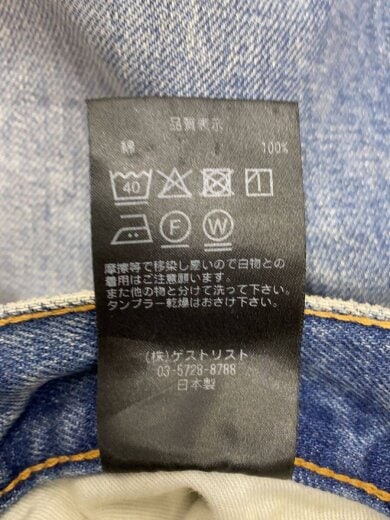 品質表示
綿 100%
40
F W
摩擦等で移染し易いので白物との
着用はご注意願います。
また他の物と分けて洗って下さい。
タンブラー乾燥はおさけ下さい。
(株)ゲストリスト
03-5728-8788
日本製